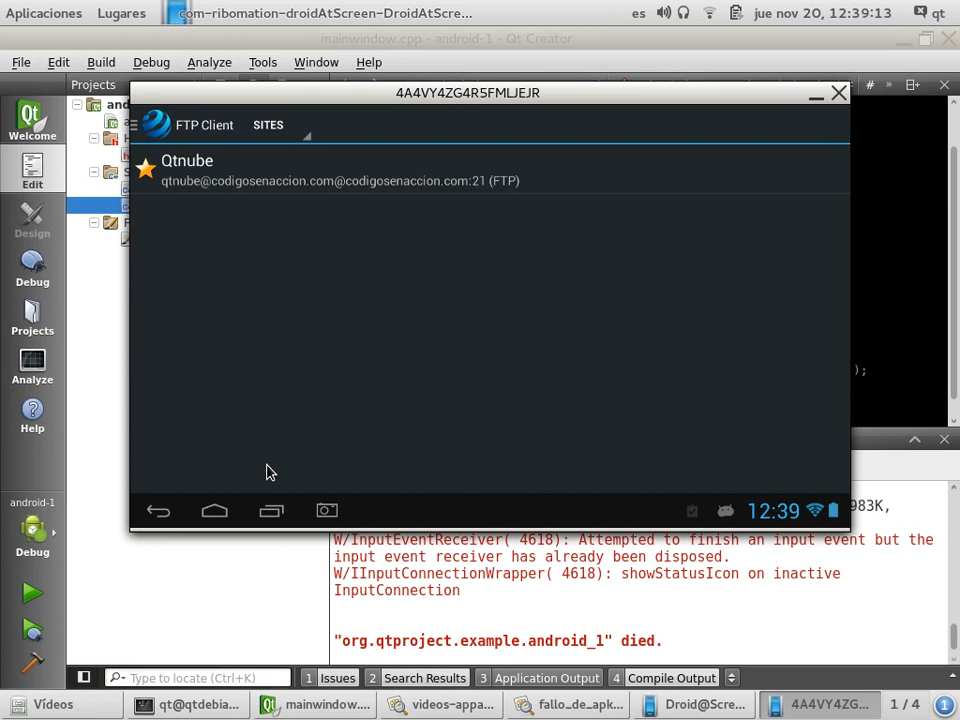 Aplicaciones Lugares com-ribomation-droidAtScreen-DroidAtScre... es jue nov 20, 12:39:13 qt
mainwindow.cpp - android-1 - Qt Creator
File Edit Build Debug Analyze Tools Window Help
Projects # »
4A4VY4ZG4R5FMLJEJR
Qt
Welcome
Edit
Design
Debug
Projects
Analyze
Help
android-1
Debug
FTP Client SITES
Qtnube
qtnube@codigosenaccion.com@codigosenaccion.com:21 (FTP)
12:39
);
983K,
W/InputEventReceiver( 4618): Attempted to finish an input event but the
input event receiver has already been disposed.
W/IInputConnectionWrapper( 4618): showStatusIcon on inactive
InputConnection
"org.qtproject.example.android_1" died.
Type to locate (Ctrl+K) 1 Issues 2 Search Results 3 Application Output 4 Compile Output
Vídeos qt@qtdebia... mainwindow.... videos-appa... fallo_de_apk... Droid@Scre... 4A4VY4ZG... 1 / 4 1